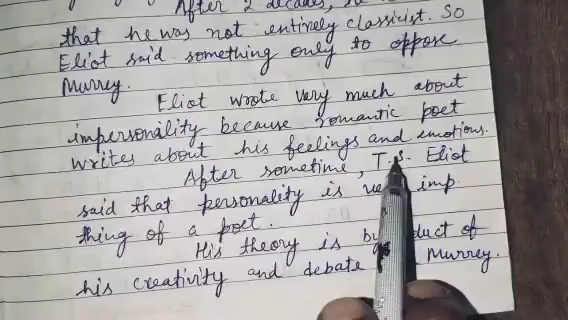 After 2 decades,
that he was not entirely classicist. So
Eliot said something only to oppose
Murrey.
Eliot wrote very much about
impersonality because romantic poet
writes about his feelings and emotions.
After sometime, T.S. Eliot
said that personality is imp.
thing of a poet.
His theory is
his creativity and debate Murrey.